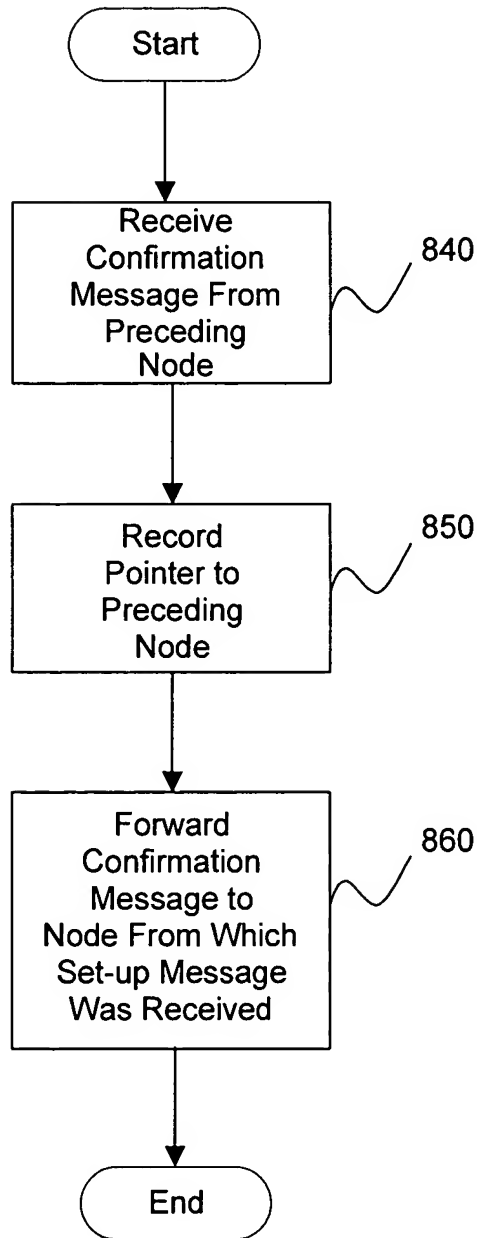 Start
Receive
Confirmation
Message From
Preceding
Node
840
Record
Pointer to
Preceding
Node
850
Forward
Confirmation
Message to
Node From Which
Set-up Message
Was Received
860
End